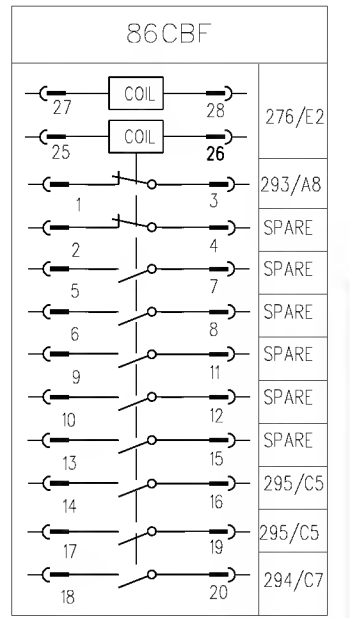 86CBF
COIL
27 28
276/E2
COIL
25 26
293/A8
1 3
SPARE
2 4
SPARE
5 7
SPARE
6 8
SPARE
9 11
SPARE
10 12
SPARE
13 15
295/C5
14 16
295/C5
17 19
294/C7
18 20